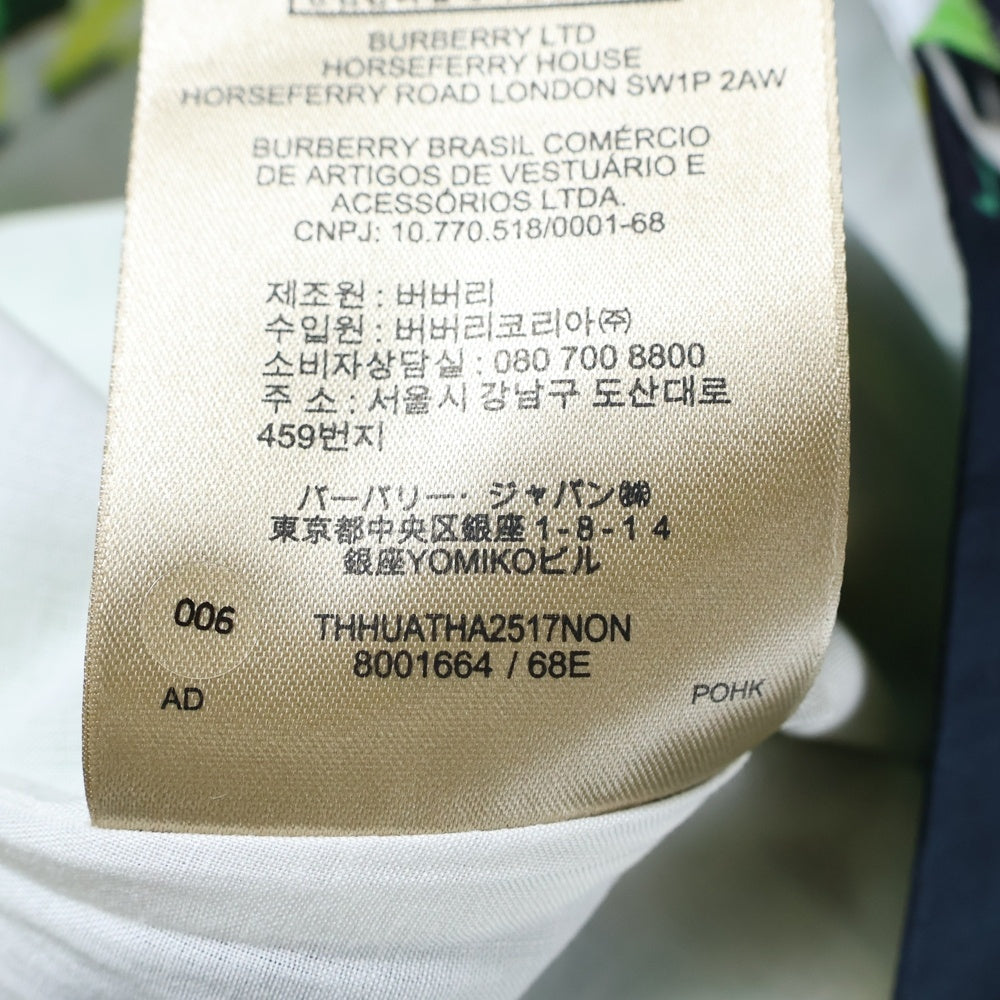 BURBERRY LTD
HORSEFERRY HOUSE
HORSEFERRY ROAD LONDON SW1P 2AW
BURBERRY BRASIL COMÉRCIO
DE ARTIGOS DE VESTUÁRIO E
ACESSÓRIOS LTDA.
CNPJ: 10.770.518/0001-68
제조원 : 버버리
수입원 : 버버리코리아㈜
소비자상담실 : 080 700 8800
주 소 : 서울시 강남구 도산대로
459번지
バーバリー・ジャパン㈱
東京都中央区銀座1-8-14
銀座YOMIKOビル
006
THHUATHA2517NON
8001664 / 68E
AD
POHK